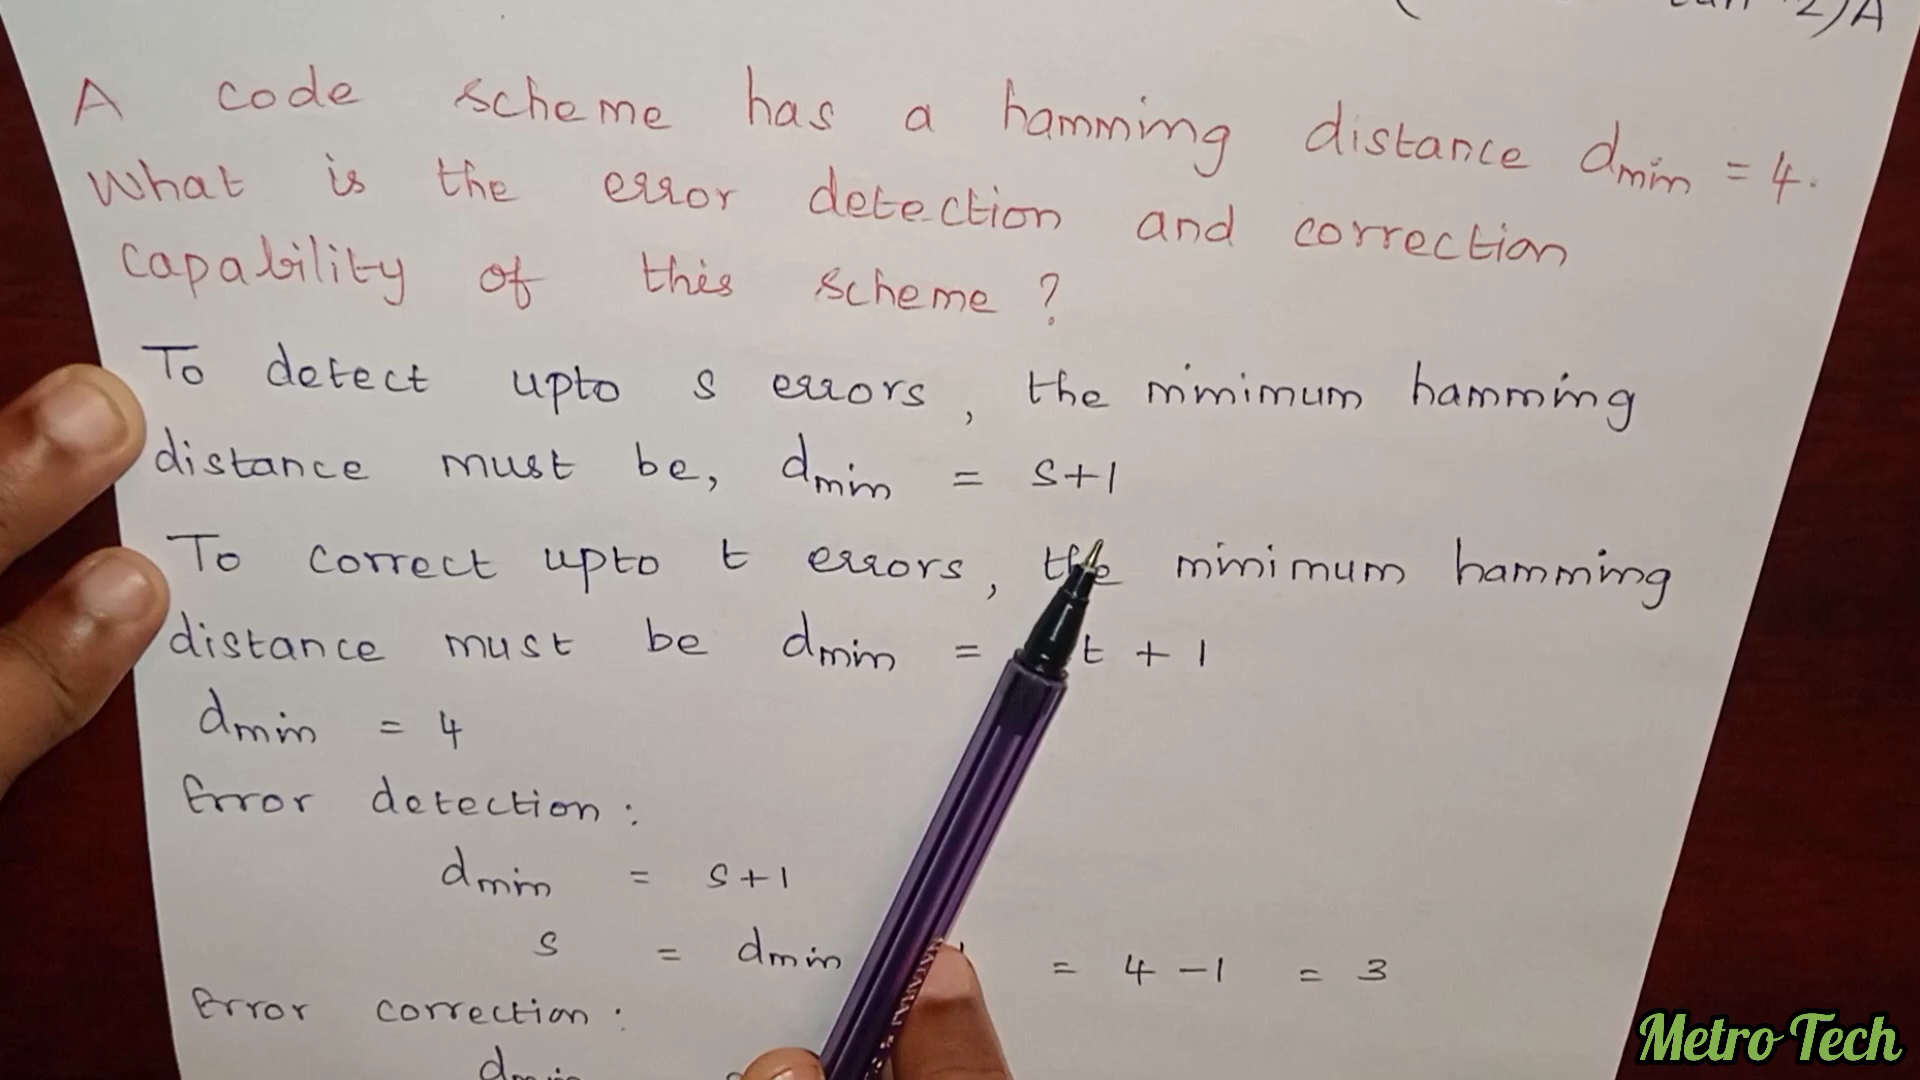 2)A
A code scheme has a hamming distance dmin = 4.
What is the error detection and correction
capability of this scheme ?
To detect upto s errors, the minimum hamming
distance must be, dmin = s+1
To correct upto t errors, the minimum hamming
distance must be dmin = t + 1
dmin = 4
Error detection :
dmin = s+1
s = dmin = 4 - 1 = 3
Error correction :
dmin
Metro Tech